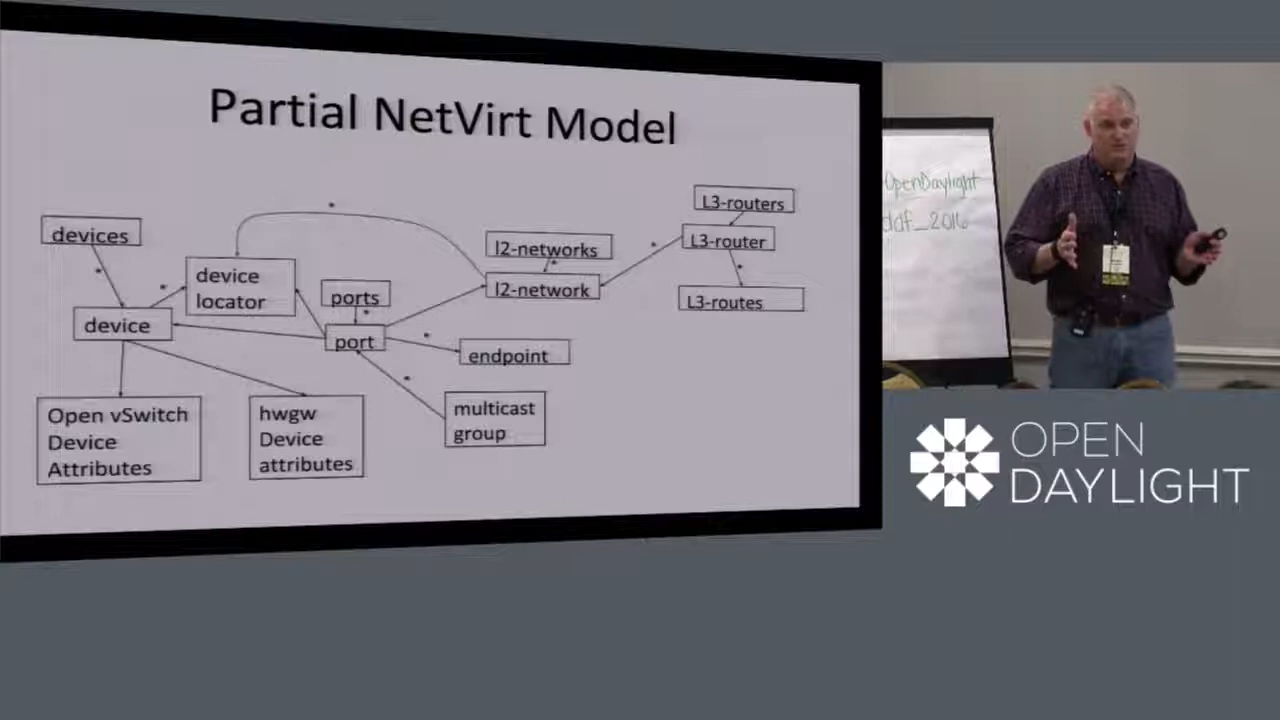 Partial NetVirt Model
devices
device
locator
ports
l2-networks
l2-network
L3-routers
L3-router
L3-routes
device
port
endpoint
Open vSwitch
Device
Attributes
hwgw
Device
attributes
multicast
group
OpenDaylight
ddf_2016
OPEN
DAYLIGHT